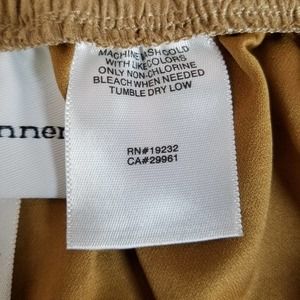 MACHINE WASH COLD
WITH LIKE COLORS
ONLY NON-CHLORINE
BLEACH WHEN NEEDED
TUMBLE DRY LOW
RN#19232
CA#29961
nner